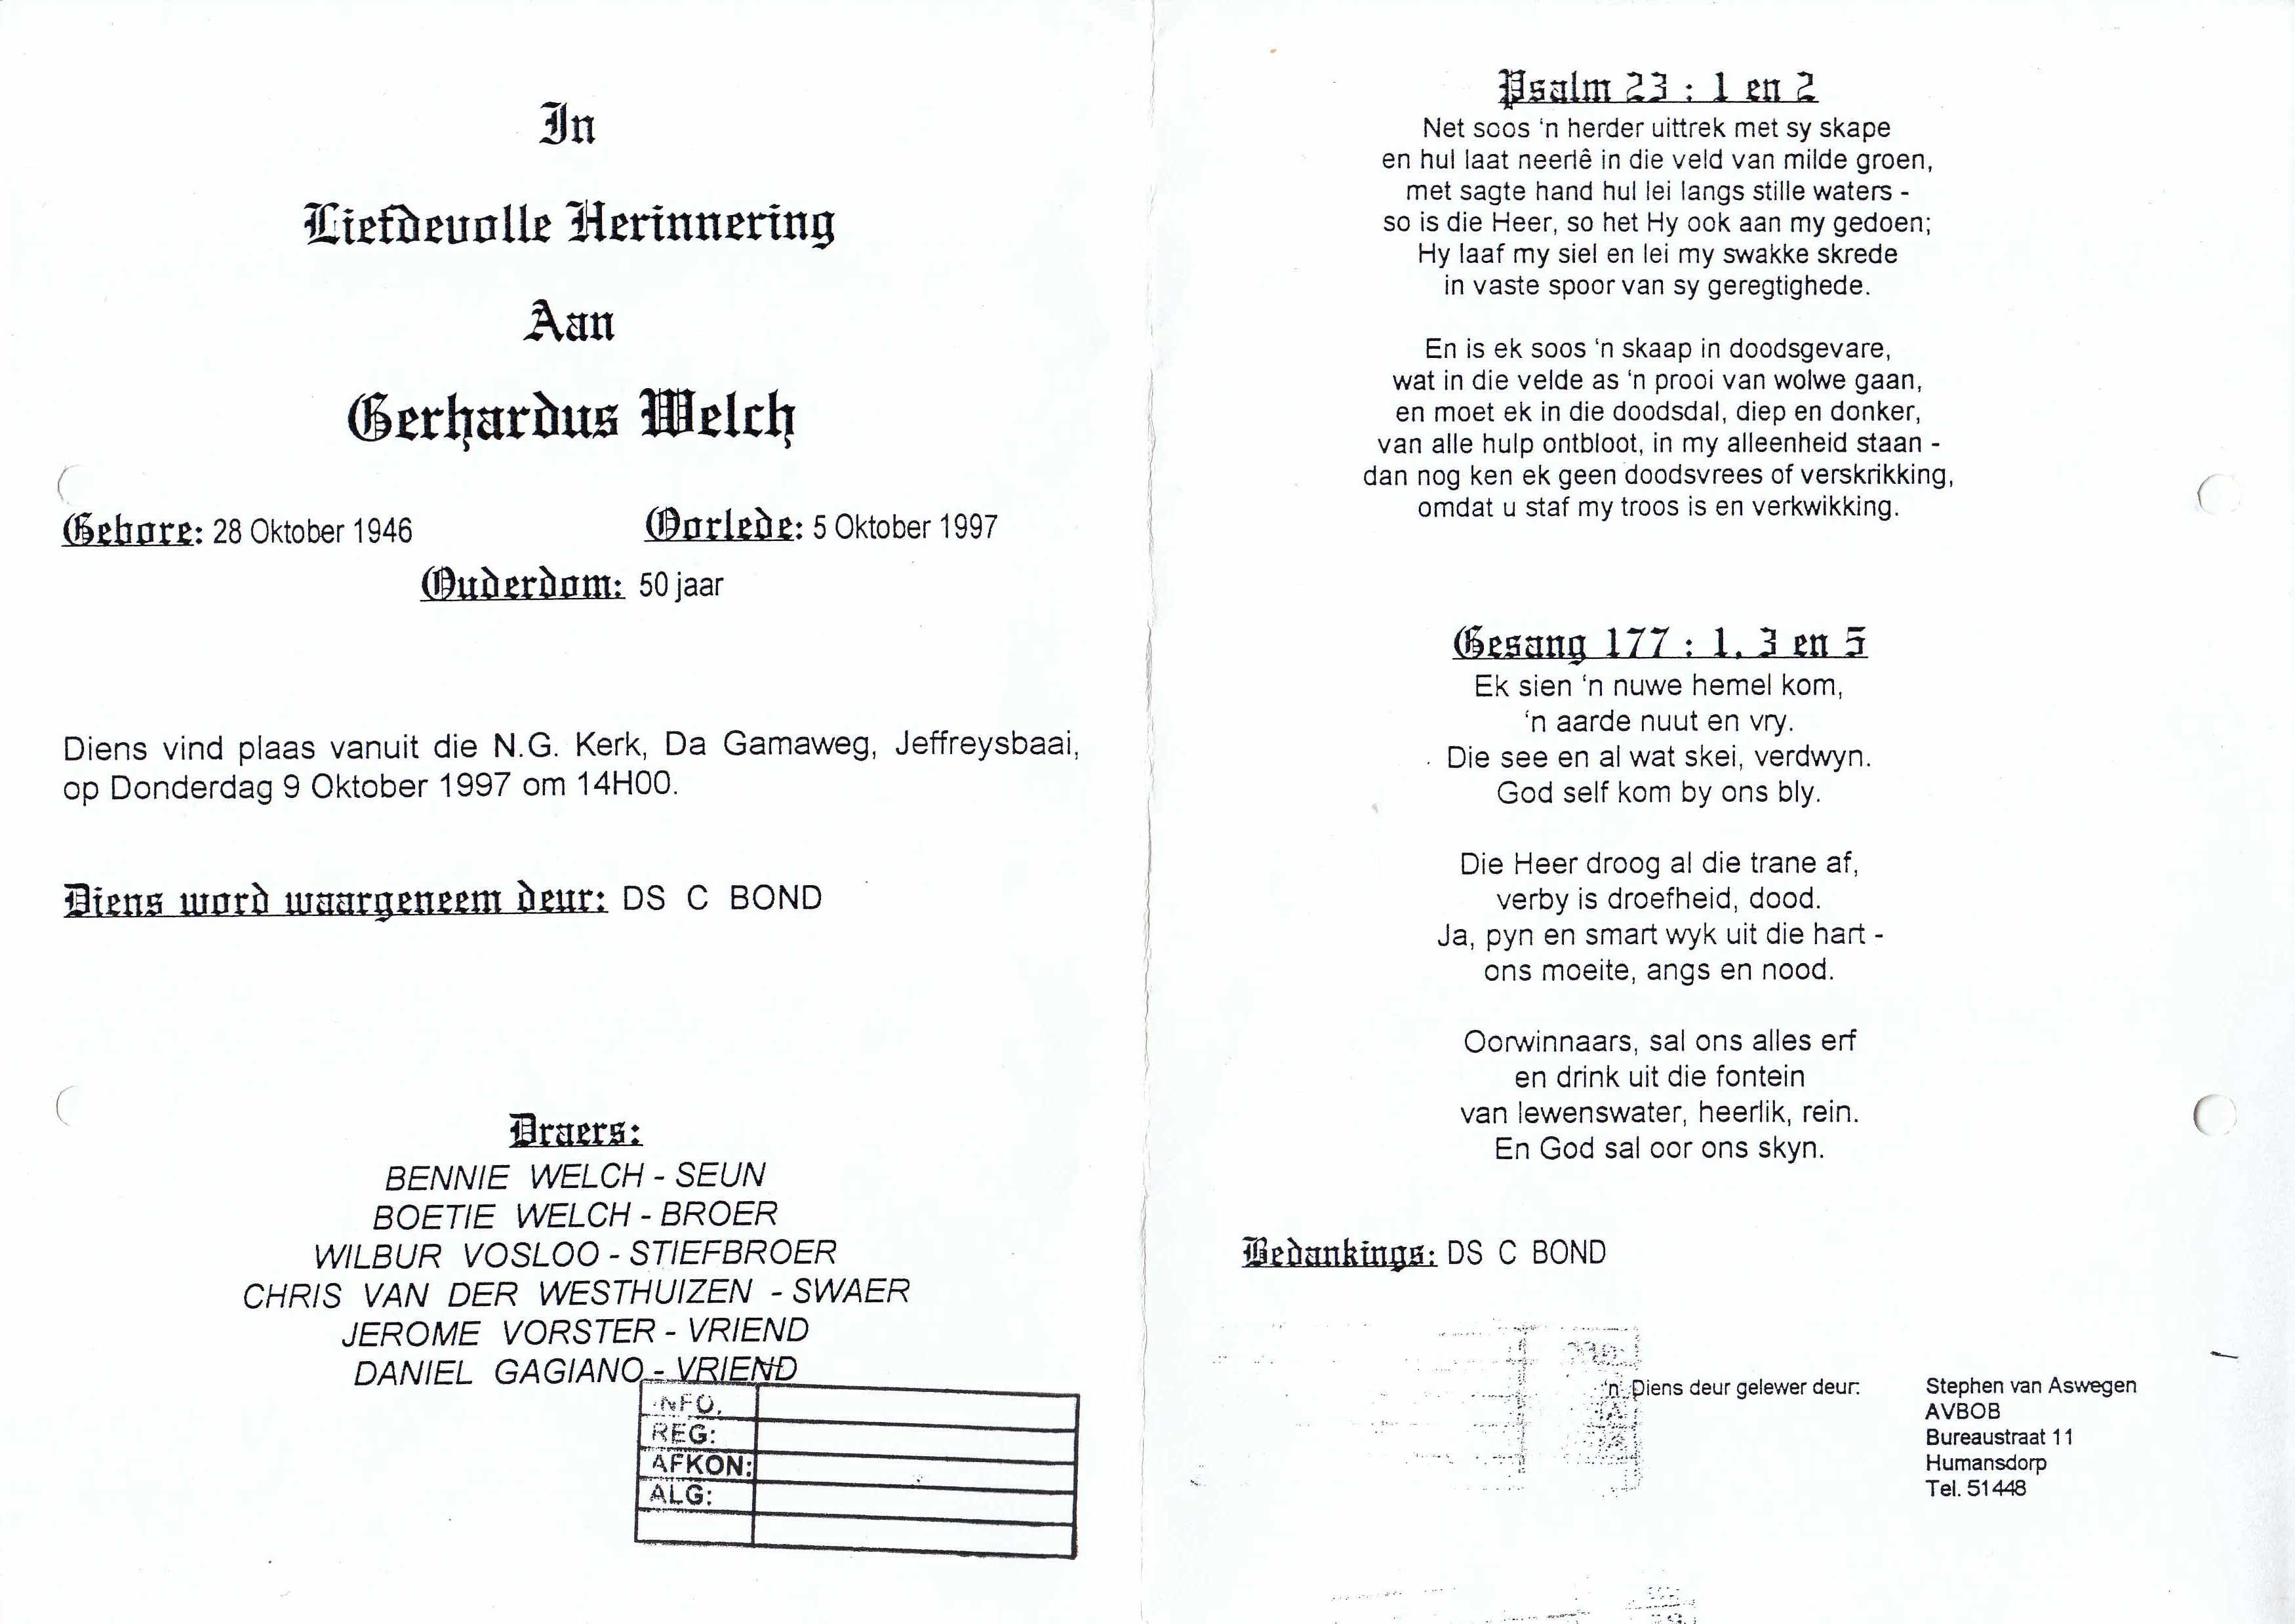 In
Liefdevolle Herinnering
Aan
Gerhardus Welch
Gebore: 28 Oktober 1946 Oorlede: 5 Oktober 1997
Ouderdom: 50 jaar
Diens vind plaas vanuit die N.G. Kerk, Da Gamaweg, Jeffreysbaai,
op Donderdag 9 Oktober 1997 om 14H00.
Diens word waargeneem deur: DS C BOND
Draers:
BENNIE WELCH - SEUN
BOETIE WELCH - BROER
WILBUR VOSLOO - STIEFBROER
CHRIS VAN DER WESTHUIZEN - SWAER
JEROME VORSTER - VRIEND
DANIEL GAGIANO - VRIEND
INFO.
REG:
AFKON:
ALG:
Psalm 23 : 1 en 2
Net soos 'n herder uittrek met sy skape
en hul laat neerlê in die veld van milde groen,
met sagte hand hul lei langs stille waters -
so is die Heer, so het Hy ook aan my gedoen;
Hy laaf my siel en lei my swakke skrede
in vaste spoor van sy geregtighede.
En is ek soos 'n skaap in doodsgevare,
wat in die velde as 'n prooi van wolwe gaan,
en moet ek in die doodsdal, diep en donker,
van alle hulp ontbloot, in my alleenheid staan -
dan nog ken ek geen doodsvrees of verskrikking,
omdat u staf my troos is en verkwikking.
Gesang 177 : 1, 3 en 5
Ek sien 'n nuwe hemel kom,
'n aarde nuut en vry.
Die see en al wat skei, verdwyn.
God self kom by ons bly.
Die Heer droog al die trane af,
verby is droefheid, dood.
Ja, pyn en smart wyk uit die hart -
ons moeite, angs en nood.
Oorwinnaars, sal ons alles erf
en drink uit die fontein
van lewenswater, heerlik, rein.
En God sal oor ons skyn.
Bedankings: DS C BOND
'n Diens deur gelewer deur: Stephen van Aswegen
AVBOB
Bureaustraat 11
Humansdorp
Tel. 51448